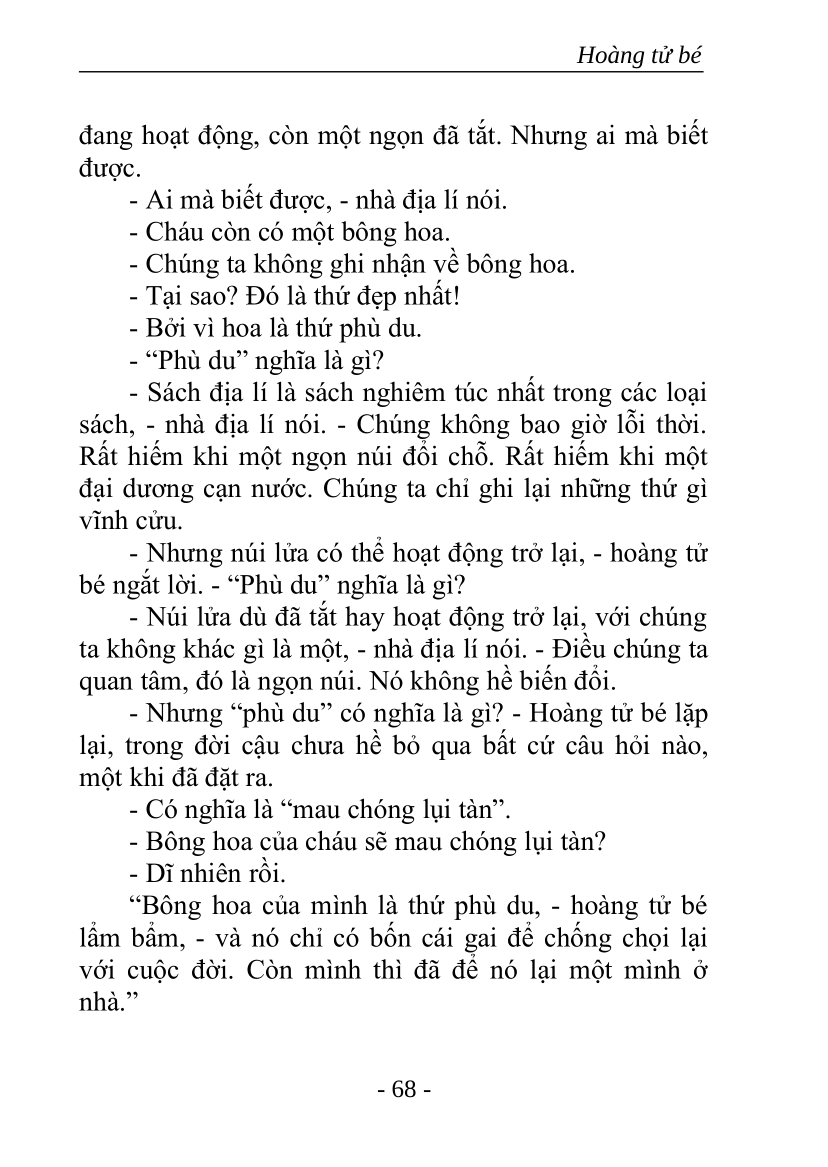 Hoàng tử bé
đang hoạt động, còn một ngọn đã tắt. Nhưng ai mà biết
được.
- Ai mà biết được, - nhà địa lí nói.
- Cháu còn có một bông hoa.
- Chúng ta không ghi nhận về bông hoa.
- Tại sao? Đó là thứ đẹp nhất!
- Bởi vì hoa là thứ phù du.
- “Phù du” nghĩa là gì?
- Sách địa lí là sách nghiêm túc nhất trong các loại
sách, - nhà địa lí nói. - Chúng không bao giờ lỗi thời.
Rất hiếm khi một ngọn núi đổi chỗ. Rất hiếm khi một
đại dương cạn nước. Chúng ta chỉ ghi lại những thứ gì
vĩnh cửu.
- Nhưng núi lửa có thể hoạt động trở lại, - hoàng tử
bé ngắt lời. - “Phù du” nghĩa là gì?
- Núi lửa dù đã tắt hay hoạt động trở lại, với chúng
ta không khác gì là một, - nhà địa lí nói. - Điều chúng ta
quan tâm, đó là ngọn núi. Nó không hề biến đổi.
- Nhưng “phù du” có nghĩa là gì? - Hoàng tử bé lặp
lại, trong đời cậu chưa hề bỏ qua bất cứ câu hỏi nào,
một khi đã đặt ra.
- Có nghĩa là “mau chóng lụi tàn”.
- Bông hoa của cháu sẽ mau chóng lụi tàn?
- Dĩ nhiên rồi.
“Bông hoa của mình là thứ phù du, - hoàng tử bé
lẩm bẩm, - và nó chỉ có bốn cái gai để chống chọi lại
với cuộc đời. Còn mình thì đã để nó lại một mình ở
nhà.”
- 68 -